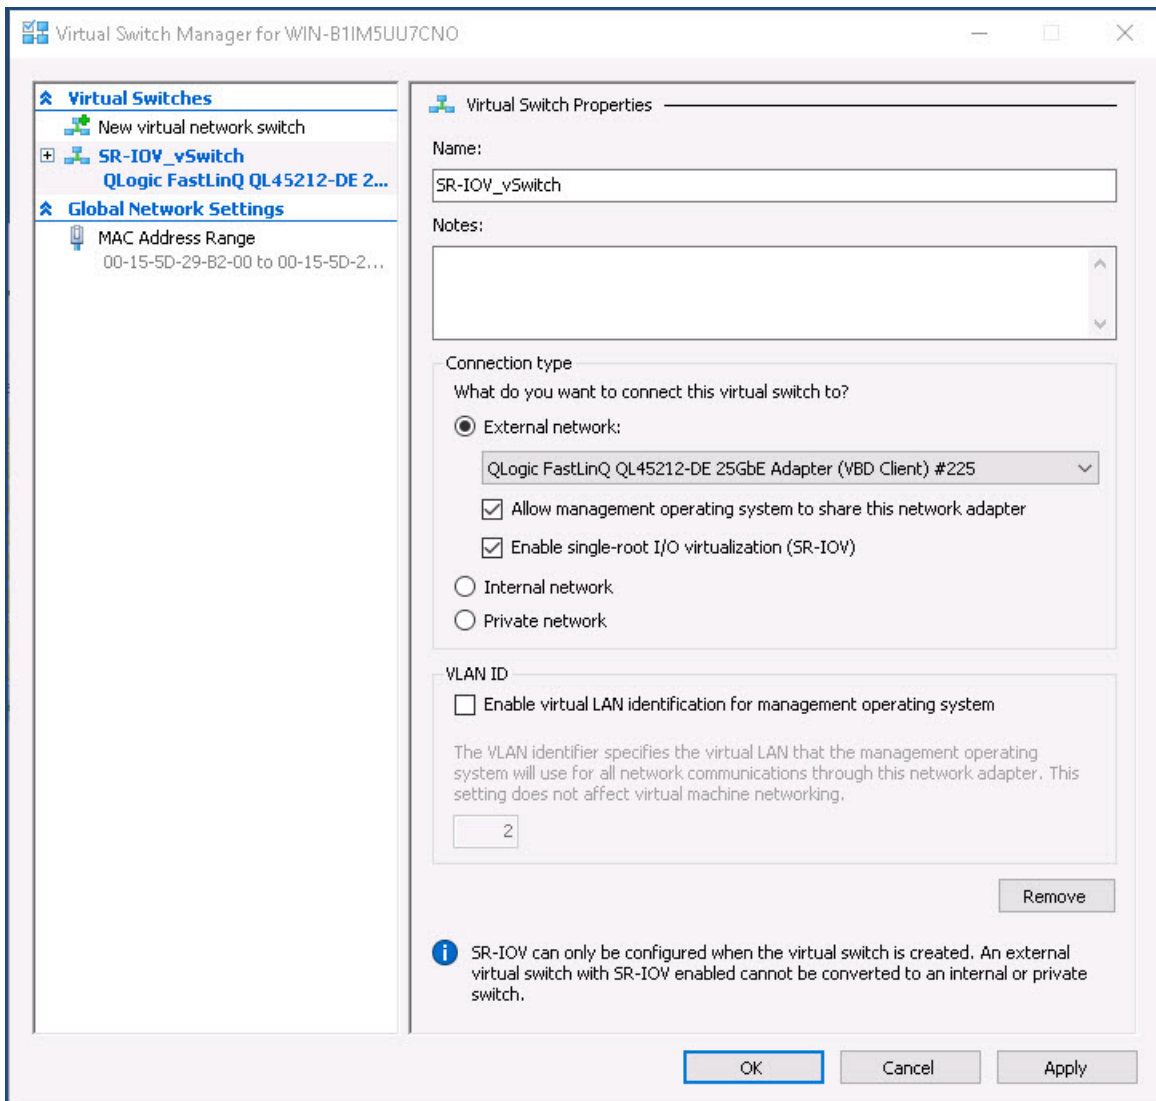 Virtual Switch Manager for WIN-B1IM5UU7CNO
Virtual Switches
New virtual network switch
SR-IOV_vSwitch
QLogic FastLinQ QL45212-DE 2...
Global Network Settings
MAC Address Range
00-15-5D-29-B2-00 to 00-15-5D-2...
Virtual Switch Properties
Name:
SR-IOV_vSwitch
Notes:
Connection type
What do you want to connect this virtual switch to?
External network:
QLogic FastLinQ QL45212-DE 25GbE Adapter (VBD Client) #225
Allow management operating system to share this network adapter
Enable single-root I/O virtualization (SR-IOV)
Internal network
Private network
VLAN ID
Enable virtual LAN identification for management operating system
The VLAN identifier specifies the virtual LAN that the management operating
system will use for all network communications through this network adapter. This
setting does not affect virtual machine networking.
2
Remove
SR-IOV can only be configured when the virtual switch is created. An external
virtual switch with SR-IOV enabled cannot be converted to an internal or private
switch.
OK
Cancel
Apply